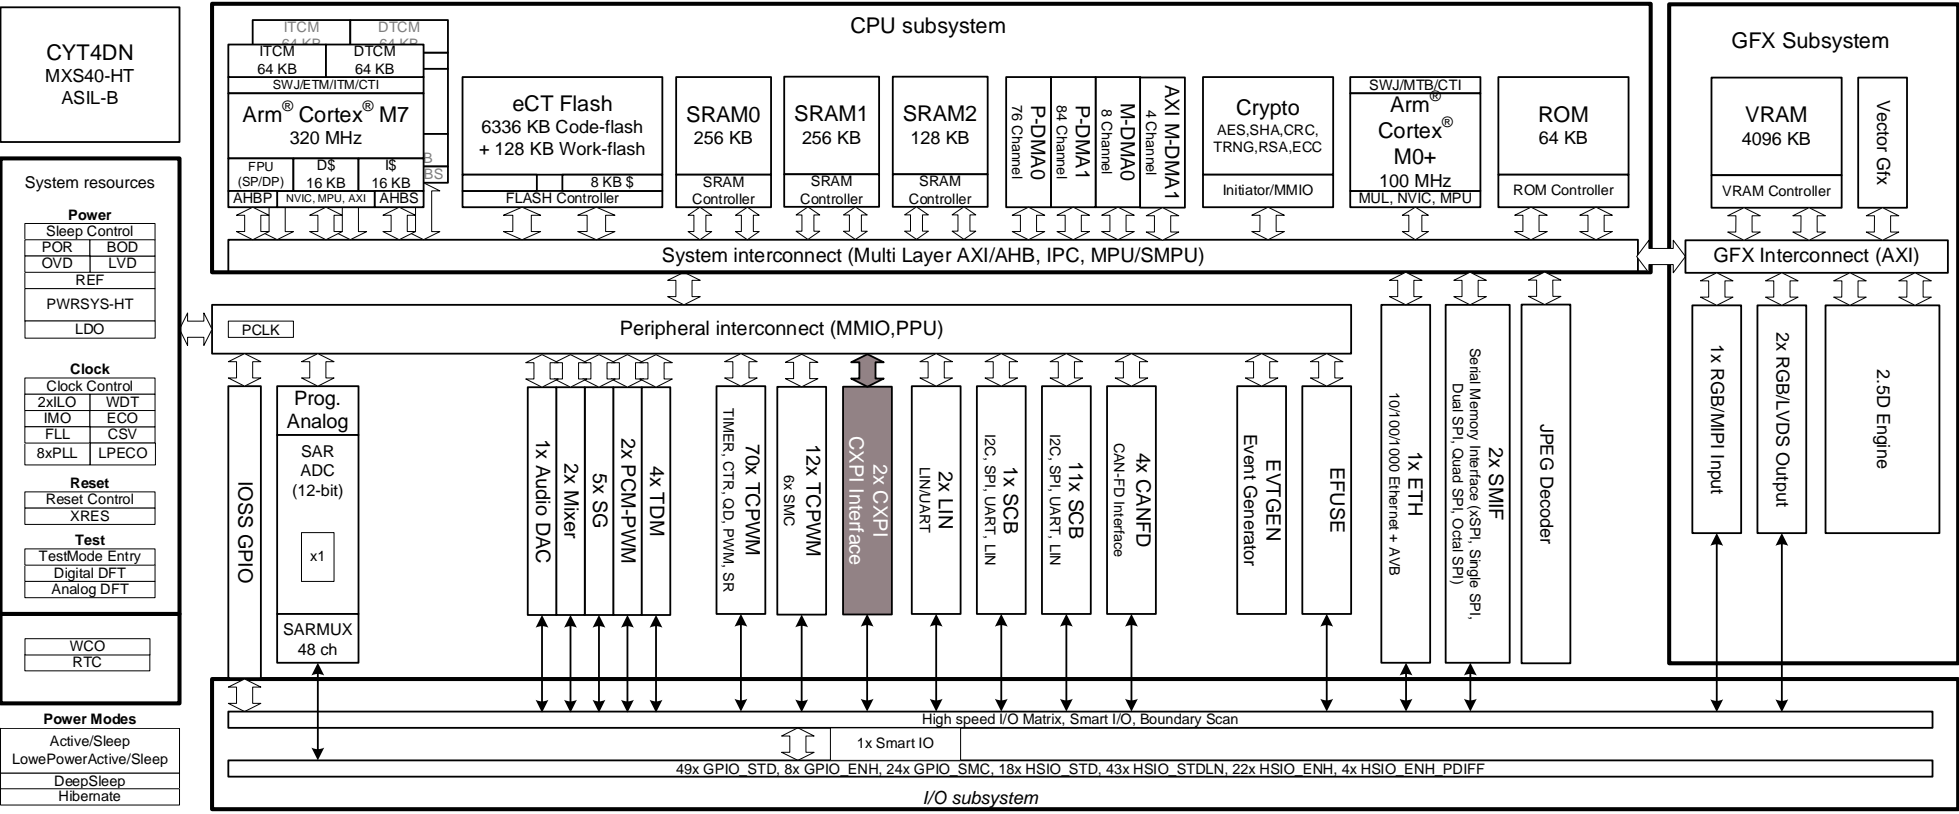 CYT4DN
MXS40-HT
ASIL-B
System resources
Power
Sleep Control
POR BOD
OVD LVD
REF
PWRSYS-HT
LDO
Clock
Clock Control
2xILO WDT
IMO ECO
FLL CSV
8xPLL LPECO
Reset
Reset Control
XRES
Test
TestMode Entry
Digital DFT
Analog DFT
WCO
RTC
Power Modes
Active/Sleep
LowePowerActive/Sleep
DeepSleep
Hibernate
CPU subsystem
ITCM DTCM
64 KB 64 KB
ITCM DTCM
64 KB 64 KB
SWJ/ETM/ITM/CTI
Arm® Cortex® M7
320 MHz
FPU
(SP/DP)
D$
16 KB
I$
16 KB
B
BS
AHBP NVIC, MPU, AXI AHBS
eCT Flash
6336 KB Code-flash
+ 128 KB Work-flash
8 KB $
FLASH Controller
SRAM0
256 KB
SRAM
Controller
SRAM1
256 KB
SRAM
Controller
SRAM2
128 KB
SRAM
Controller
P-DMA0
76 Channel
P-DMA1
84 Channel
M-DMA0
8 Channel
AXI M-DMA1
4 Channel
Crypto
AES,SHA,CRC,
TRNG,RSA,ECC
Initiator/MMIO
SWJ/MTB/CTI
Arm®
Cortex®
M0+
100 MHz
MUL, NVIC, MPU
ROM
64 KB
ROM Controller
System interconnect (Multi Layer AXI/AHB, IPC, MPU/SMPU)
GFX Subsystem
VRAM
4096 KB
VRAM Controller
Vector Gfx
GFX Interconnect (AXI)
1x RGB/MIPI Input
2x RGB/LVDS Output
2.5D Engine
PCLK
Peripheral interconnect (MMIO,PPU)
IOSS GPIO
Prog.
Analog
SAR
ADC
(12-bit)
x1
SARMUX
48 ch
1x Audio DAC
2x Mixer
5x SG
2x PCM-PWM
4x TDM
70x TCPWM
TIMER, CTR, QD, PWM, SR
12x TCPWM
6x SMC
2x CXPI
CXPI Interface
2x LIN
LIN/UART
1x SCB
I2C, SPI, UART, LIN
11x SCB
I2C, SPI, UART, LIN
4x CANFD
CAN-FD Interface
EVTGEN
Event Generator
EFUSE
1x ETH
10/100/1000 Ethernet + AVB
2x SMIF
Serial Memory Interface (xSPI, Single SPI,
Dual SPI, Quad SPI, Octal SPI)
JPEG Decoder
High speed I/O Matrix, Smart I/O, Boundary Scan
1x Smart IO
49x GPIO_STD, 8x GPIO_ENH, 24x GPIO_SMC, 18x HSIO_STD, 43x HSIO_STDLN, 22x HSIO_ENH, 4x HSIO_ENH_PDIFF
I/O subsystem